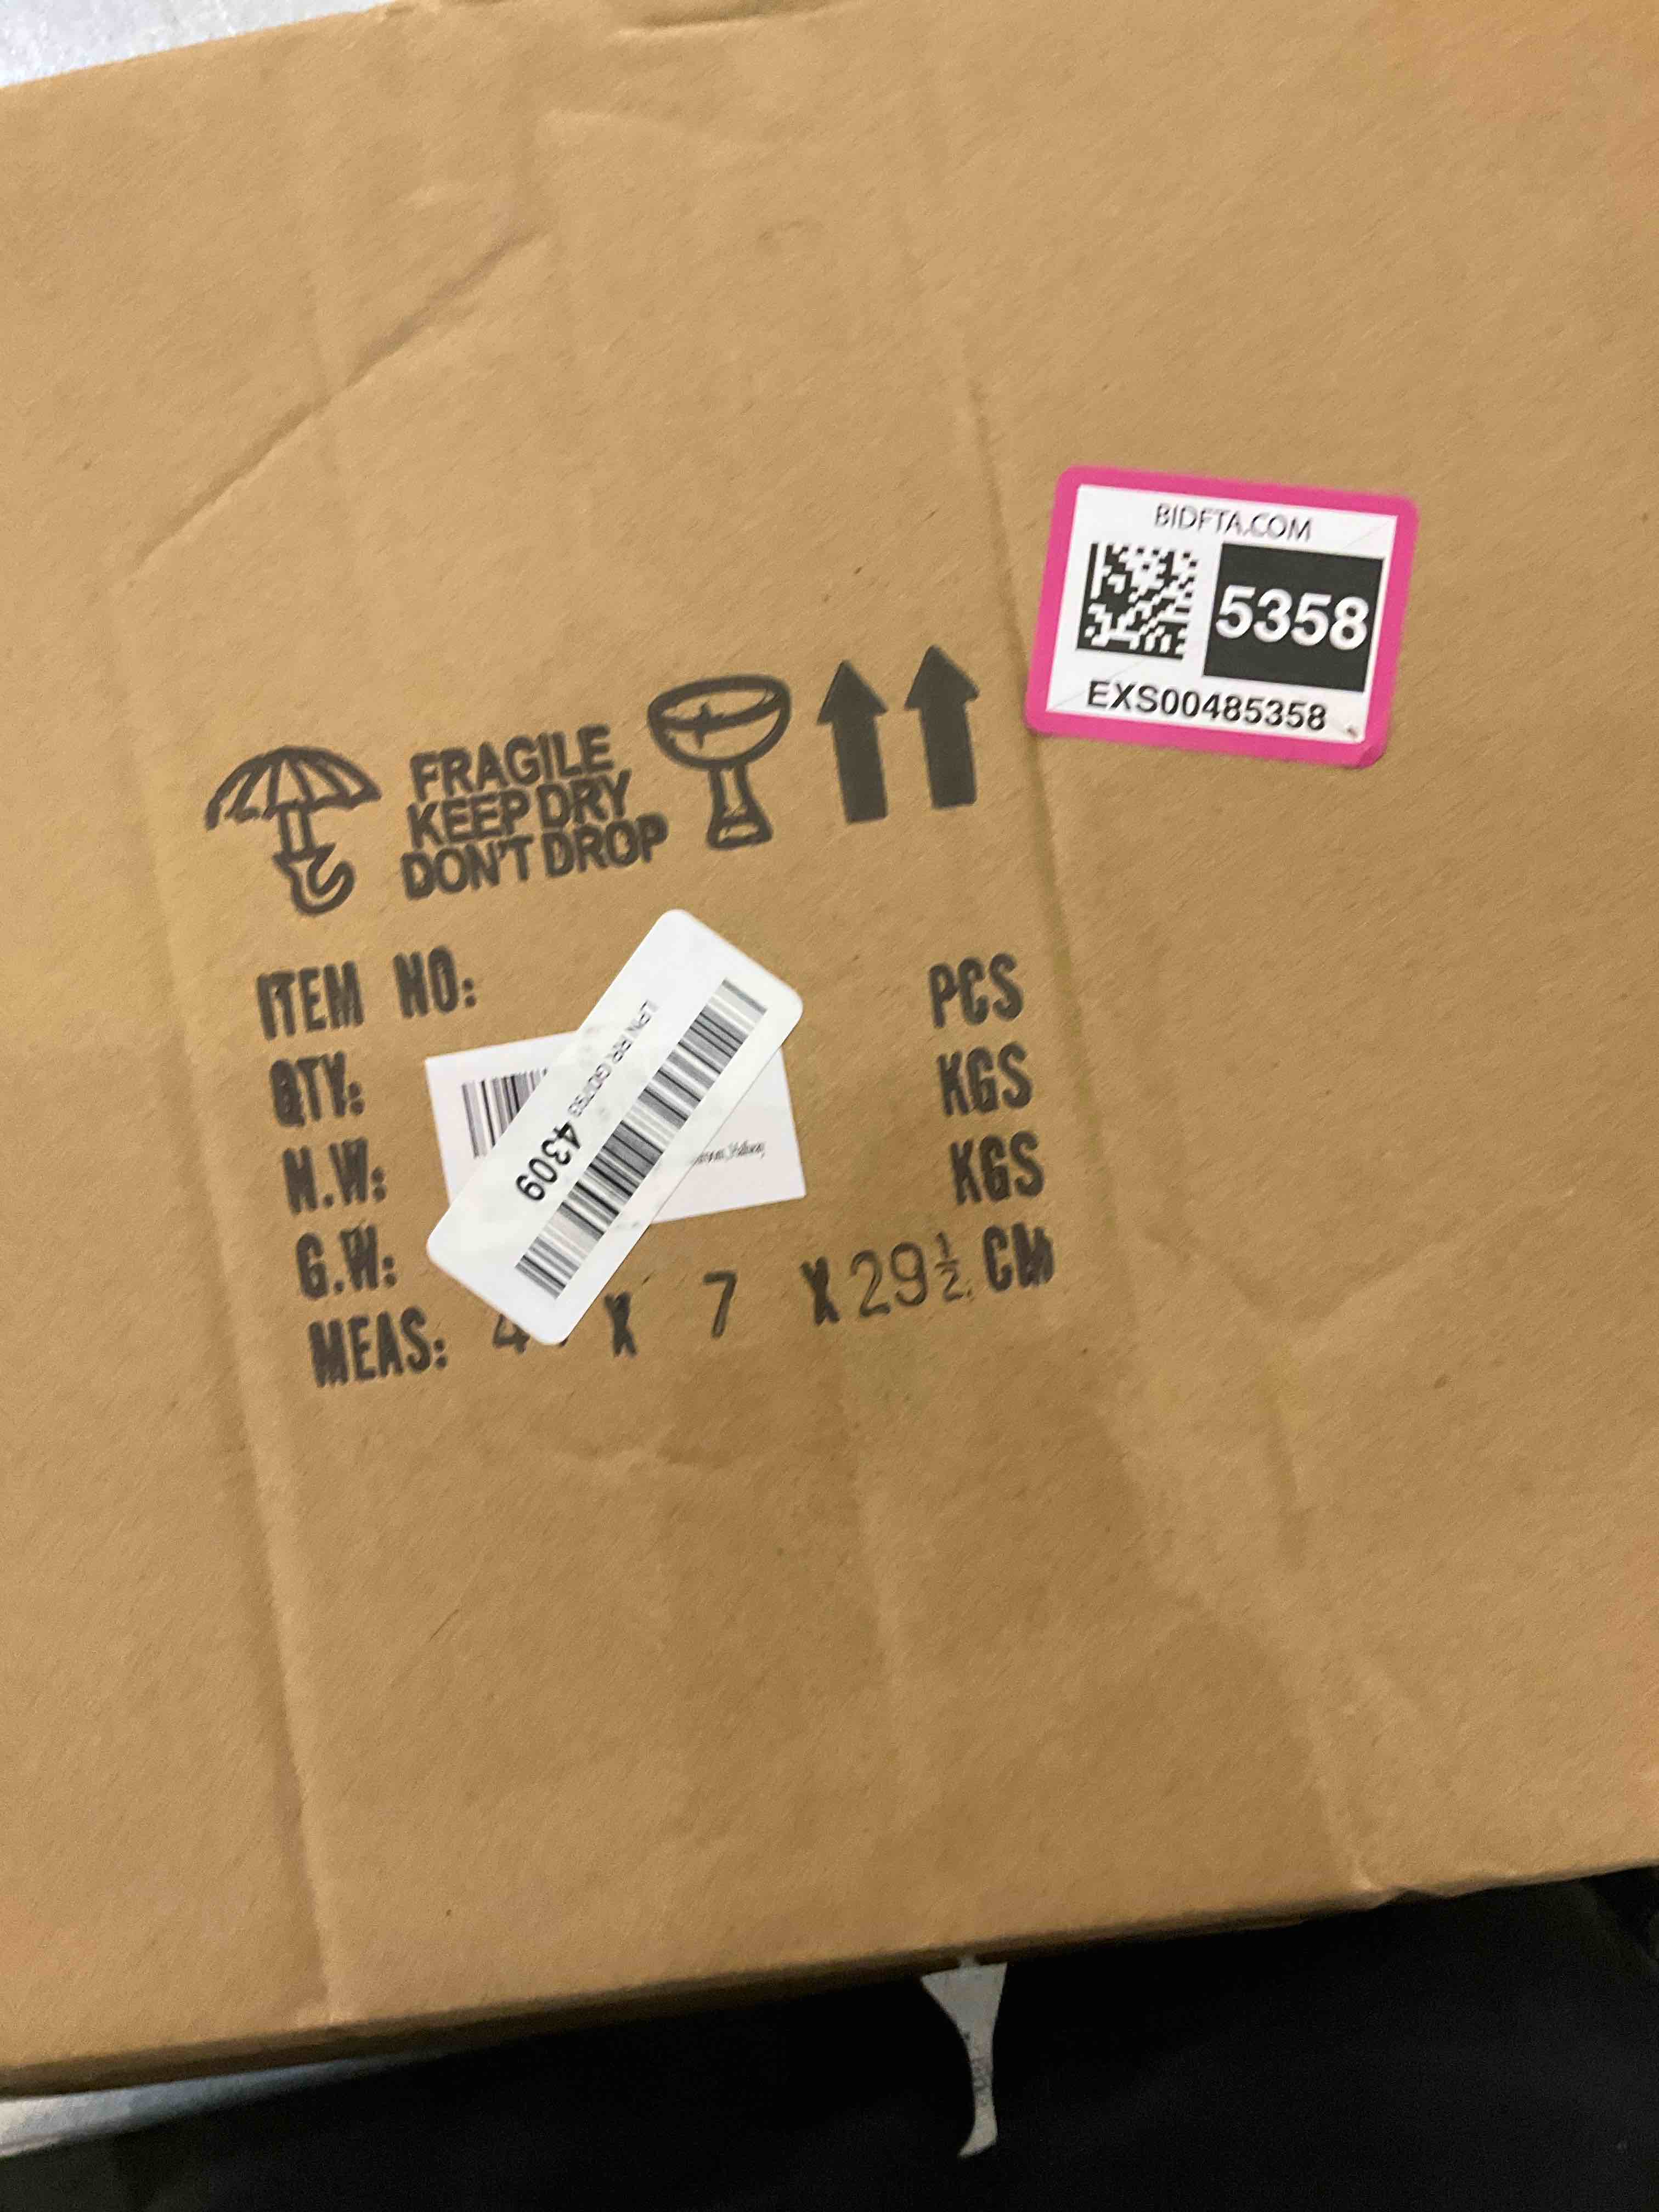 BIDFTA.COM
5358
EXS00485358
FRAGILE
KEEP DRY
DON'T DROP
ITEM NO: PCS
QTY: KGS
N.W: KGS
G.W:
MEAS: 4 X 7 X 29½ CM
4309